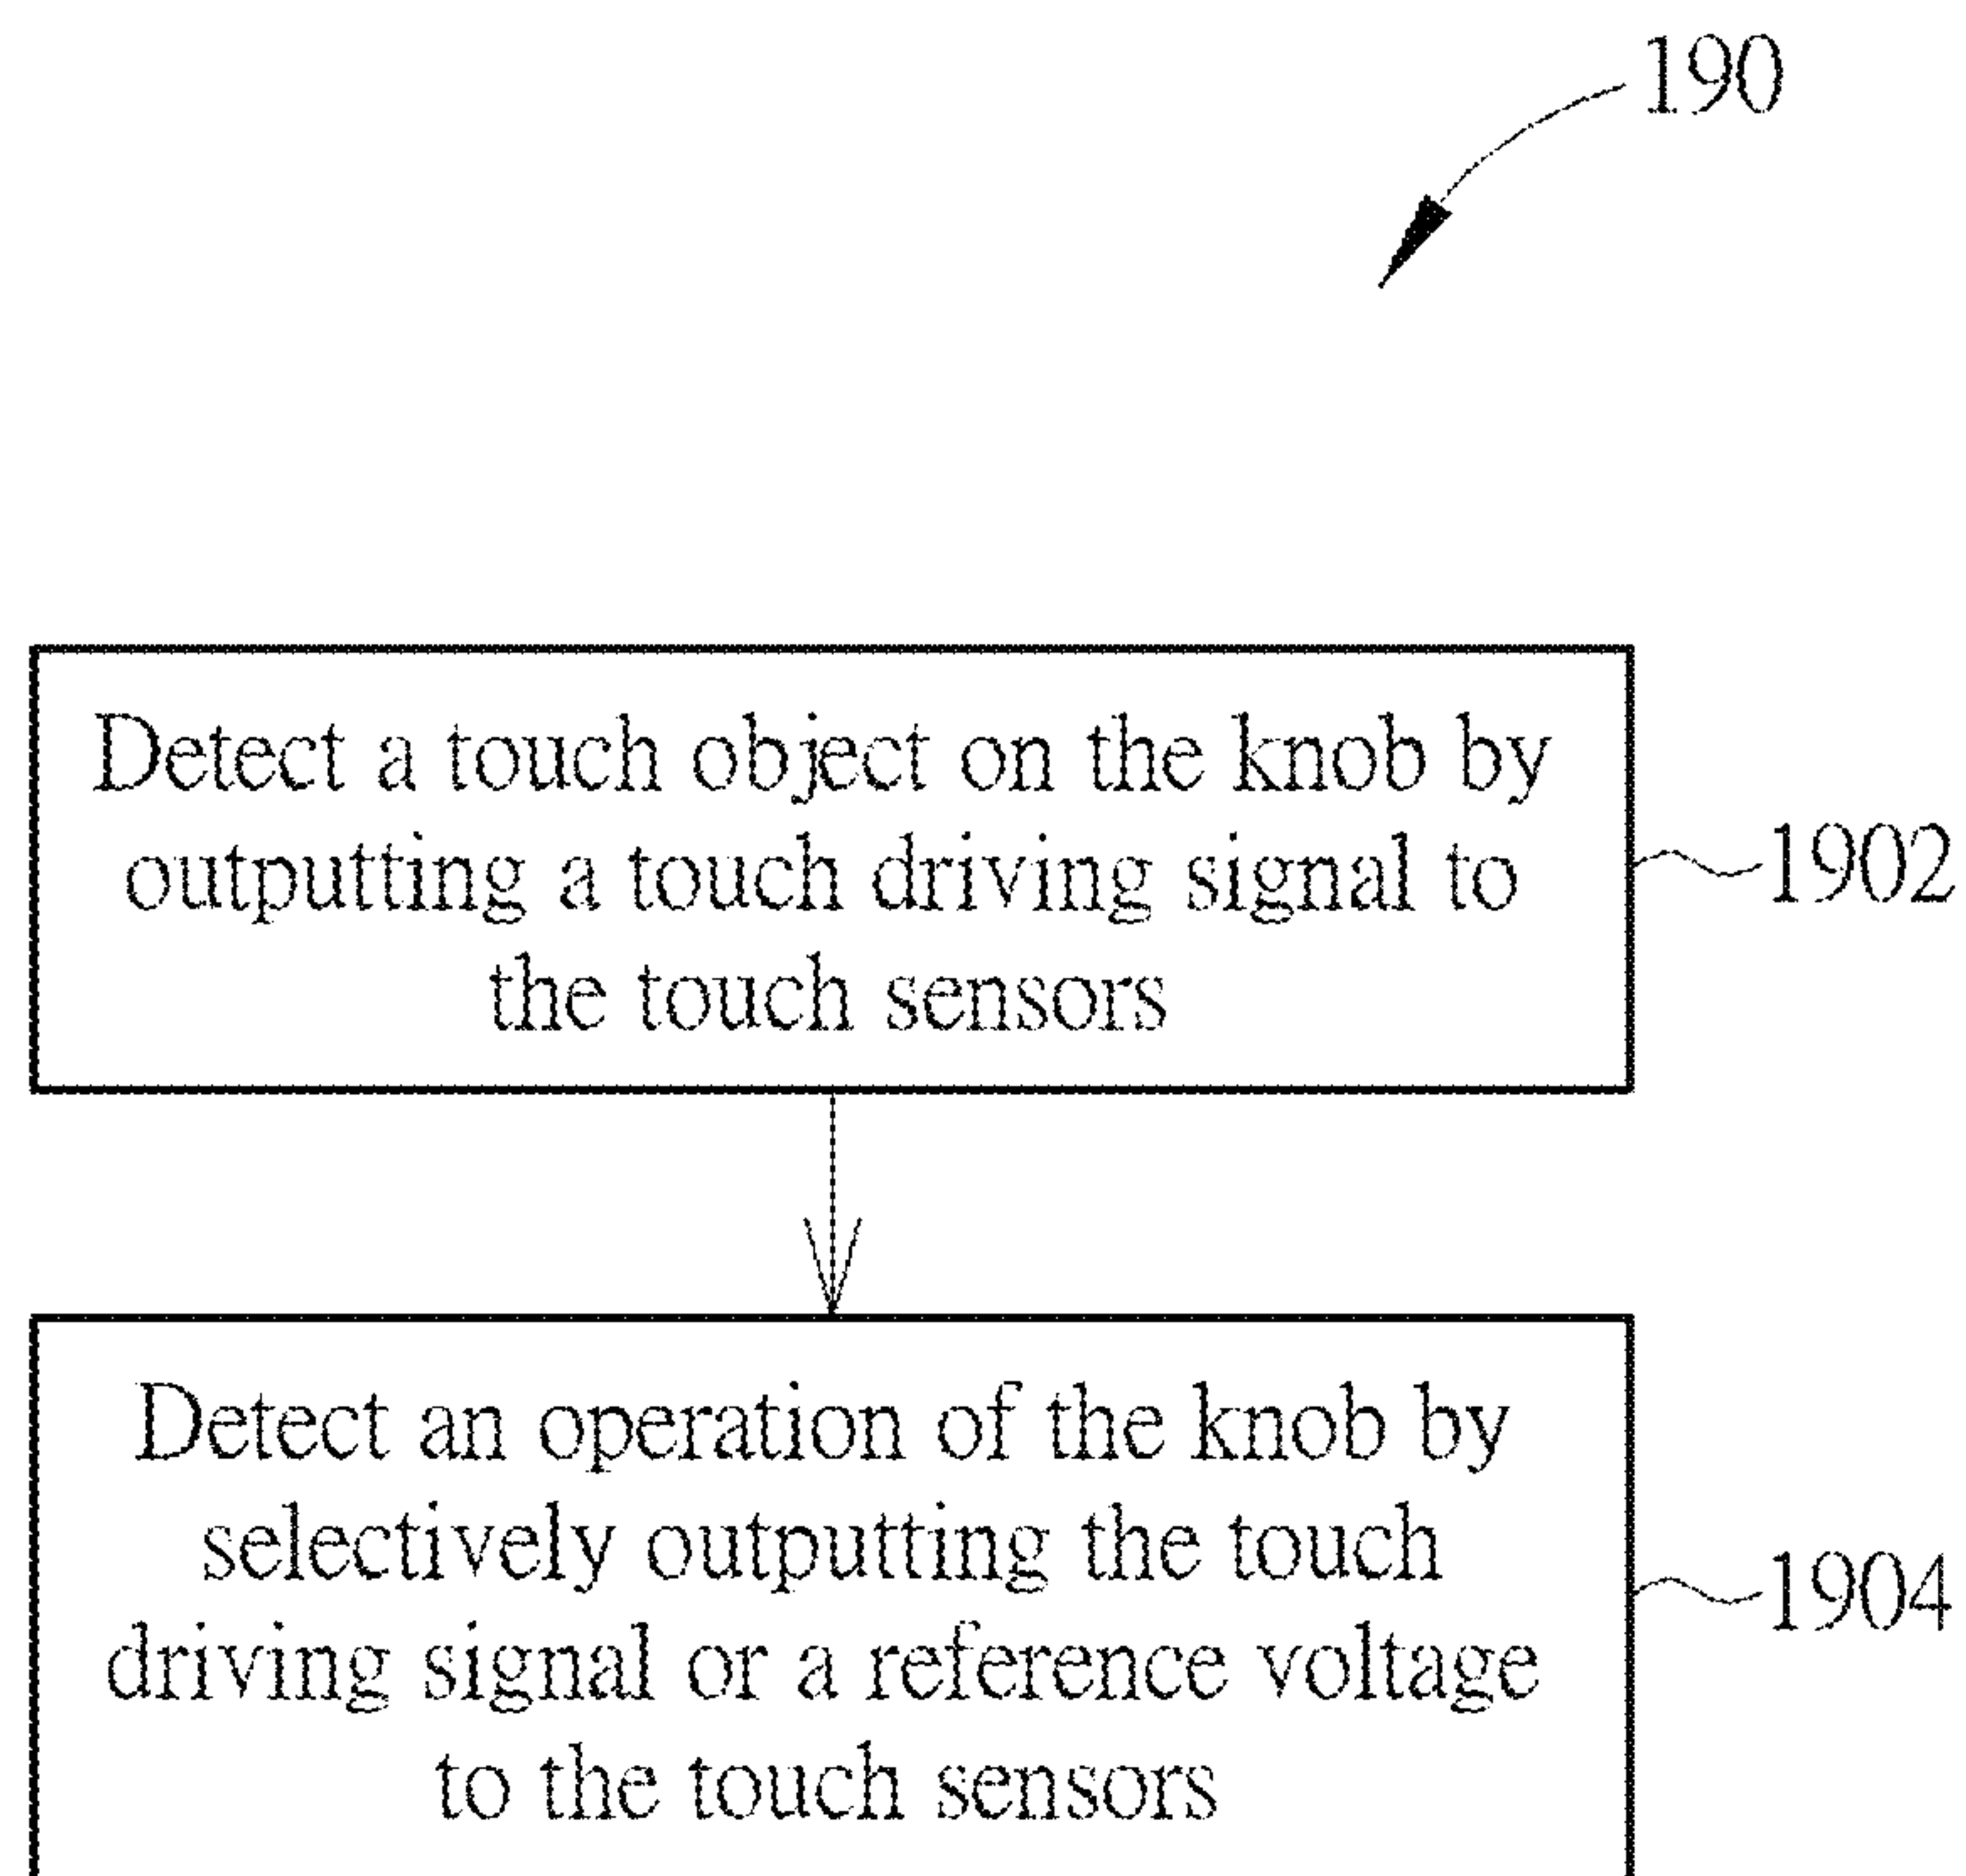 190
Detect a touch object on the knob by
outputting a touch driving signal to
the touch sensors
1902
Detect an operation of the knob by
selectively outputting the touch
driving signal or a reference voltage
to the touch sensors
1904